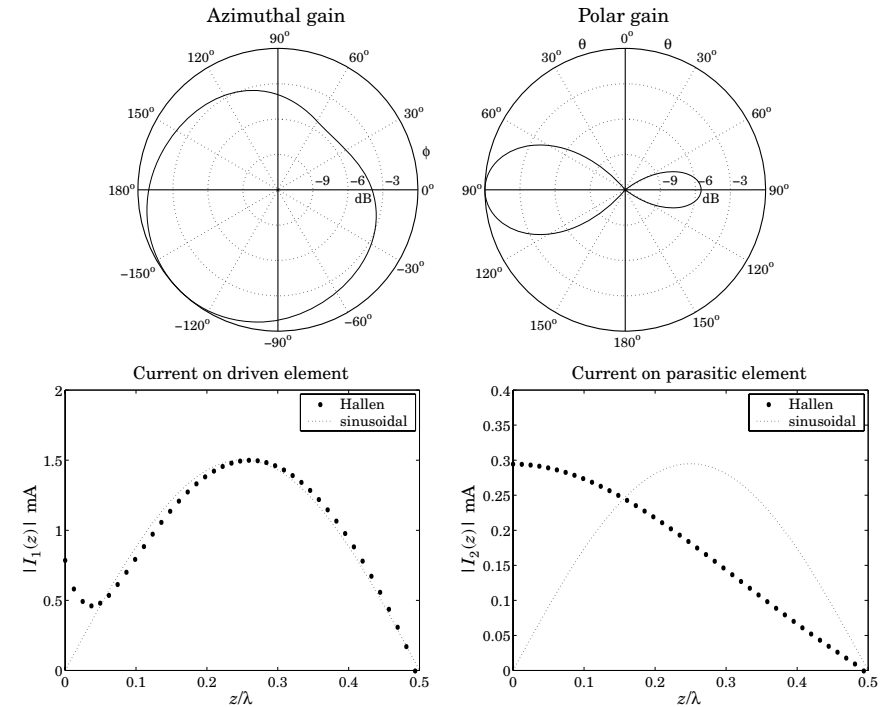 Azimuthal gain
90°
120° 60°
150° 30°
ϕ
180° −9 −6 −3 0°
dB
−150° −30°
−120° −60°
−90°
Polar gain
0°
θ θ
30° 30°
60° 60°
90° −9 −6 −3 90°
dB
120° 120°
150° 150°
180°
Current on driven element
2
Hallen
sinusoidal
1.5
1
0.5
0
|I₁(z)| mA
0 0.1 0.2 0.3 0.4 0.5
z/λ
Current on parasitic element
0.4
Hallen
sinusoidal
0.35
0.3
0.25
0.2
0.15
0.1
0.05
0
|I₂(z)| mA
0 0.1 0.2 0.3 0.4 0.5
z/λ